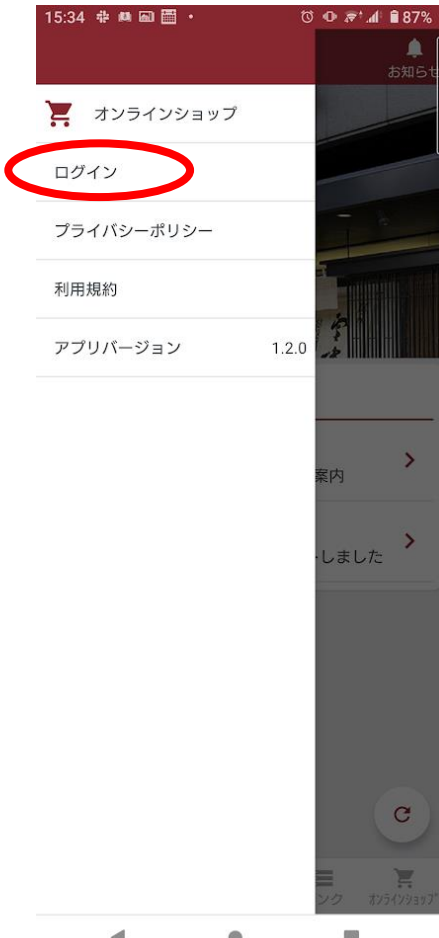 15:34
87%
お知らせ
オンラインショップ
ログイン
プライバシーポリシー
利用規約
アプリバージョン 1.2.0
案内
しました
ンク オンラインショップ